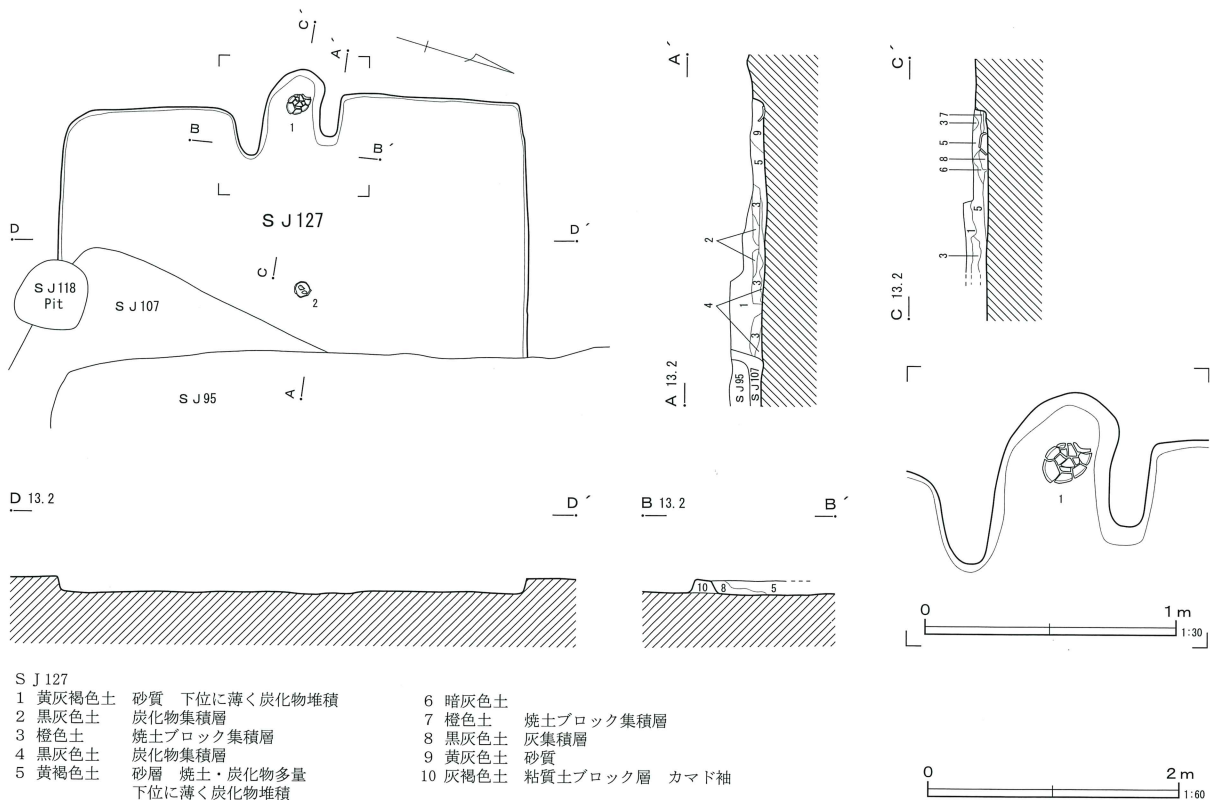 C´
A´
A´
C´
1
B
B´
7
3
5
8
6
9
5
3
2
3
4
1
3
5
1
3
SJ127
D
D´
C
2
SJ118
Pit
SJ107
SJ95
A
A 13.2
SJ95
SJ107
C 13.2
1
D 13.2
D´
B 13.2
B´
10 8 5
0 1m
1:30
SJ127
1 黄灰褐色土 砂質 下位に薄く炭化物堆積
2 黒灰色土 炭化物集積層
3 橙色土 焼土ブロック集積層
4 黒灰色土 炭化物集積層
5 黄褐色土 砂層 焼土・炭化物多量
下位に薄く炭化物堆積
6 暗灰色土
7 橙色土 焼土ブロック集積層
8 黒灰色土 灰集積層
9 黄灰色土 砂質
10 灰褐色土 粘質土ブロック層 カマド袖
0 2m
1:60